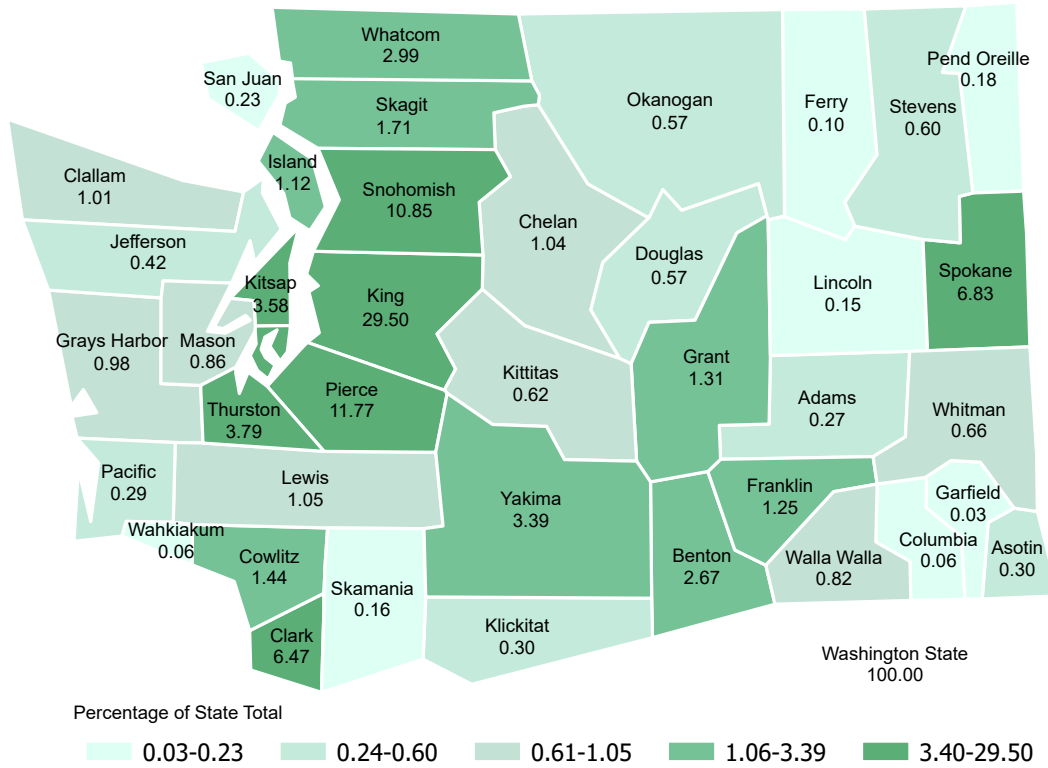 Whatcom
2.99
San Juan
0.23
Skagit
1.71
Okanogan
0.57
Ferry
0.10
Stevens
0.60
Pend Oreille
0.18
Island
1.12
Clallam
1.01
Snohomish
10.85
Chelan
1.04
Jefferson
0.42
Douglas
0.57
Kitsap
3.58
King
29.50
Lincoln
0.15
Spokane
6.83
Grays Harbor
0.98
Mason
0.86
Grant
1.31
Kittitas
0.62
Pierce
11.77
Thurston
3.79
Adams
0.27
Whitman
0.66
Pacific
0.29
Lewis
1.05
Yakima
3.39
Franklin
1.25
Garfield
0.03
Wahkiakum
0.06
Cowlitz
1.44
Skamania
0.16
Benton
2.67
Walla Walla
0.82
Columbia
0.06
Asotin
0.30
Clark
6.47
Klickitat
0.30
Washington State
100.00
Percentage of State Total
0.03-0.23
0.24-0.60
0.61-1.05
1.06-3.39
3.40-29.50